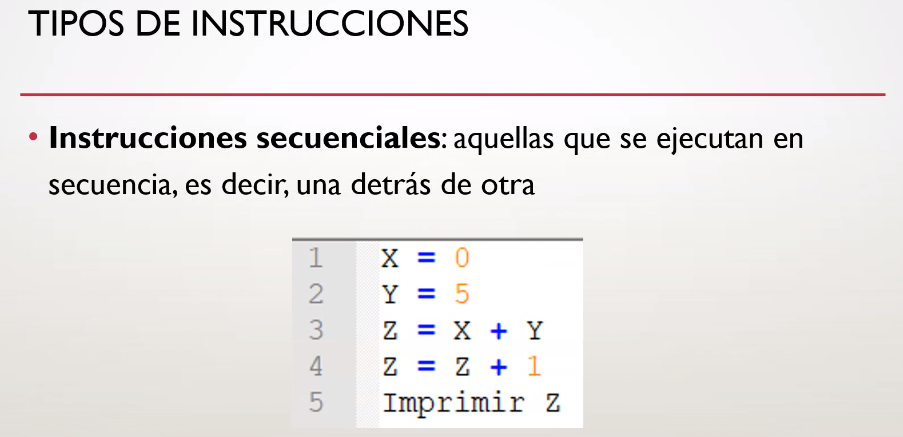 TIPOS DE INSTRUCCIONES
• Instrucciones secuenciales: aquellas que se ejecutan en
secuencia, es decir, una detrás de otra
1 X = 0
2 Y = 5
3 Z = X + Y
4 Z = Z + 1
5 Imprimir Z